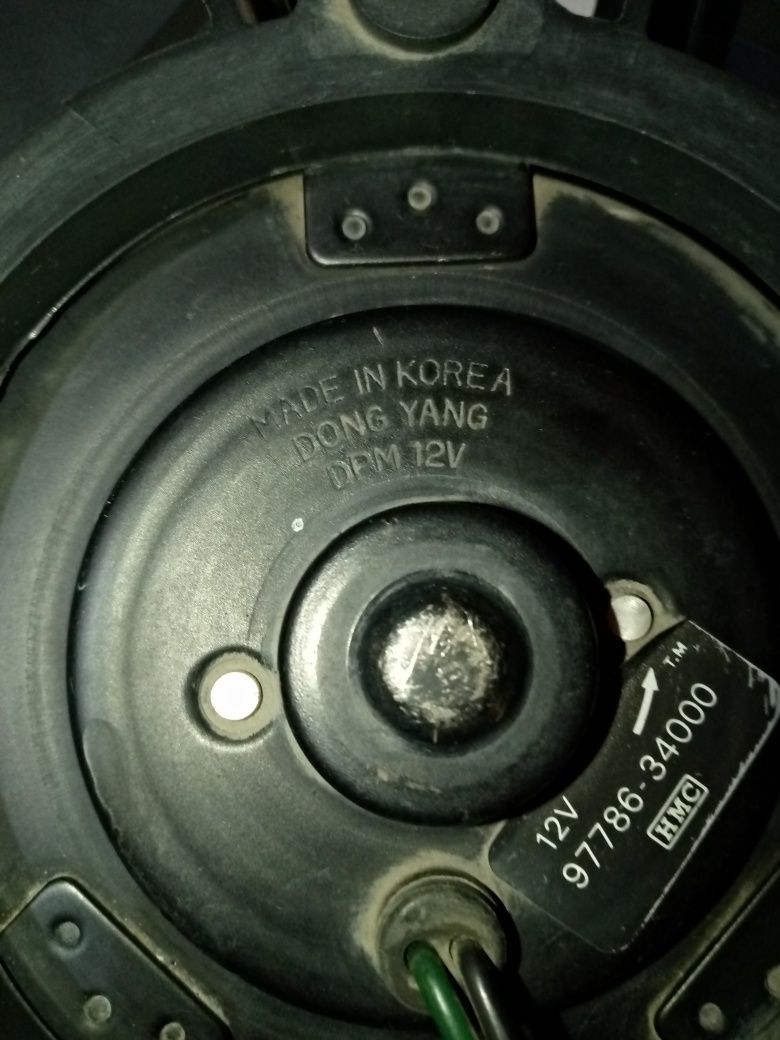 MADE IN KOREA
DONG YANG
DPM 12V
T.M
12V
97786-34000
HMC